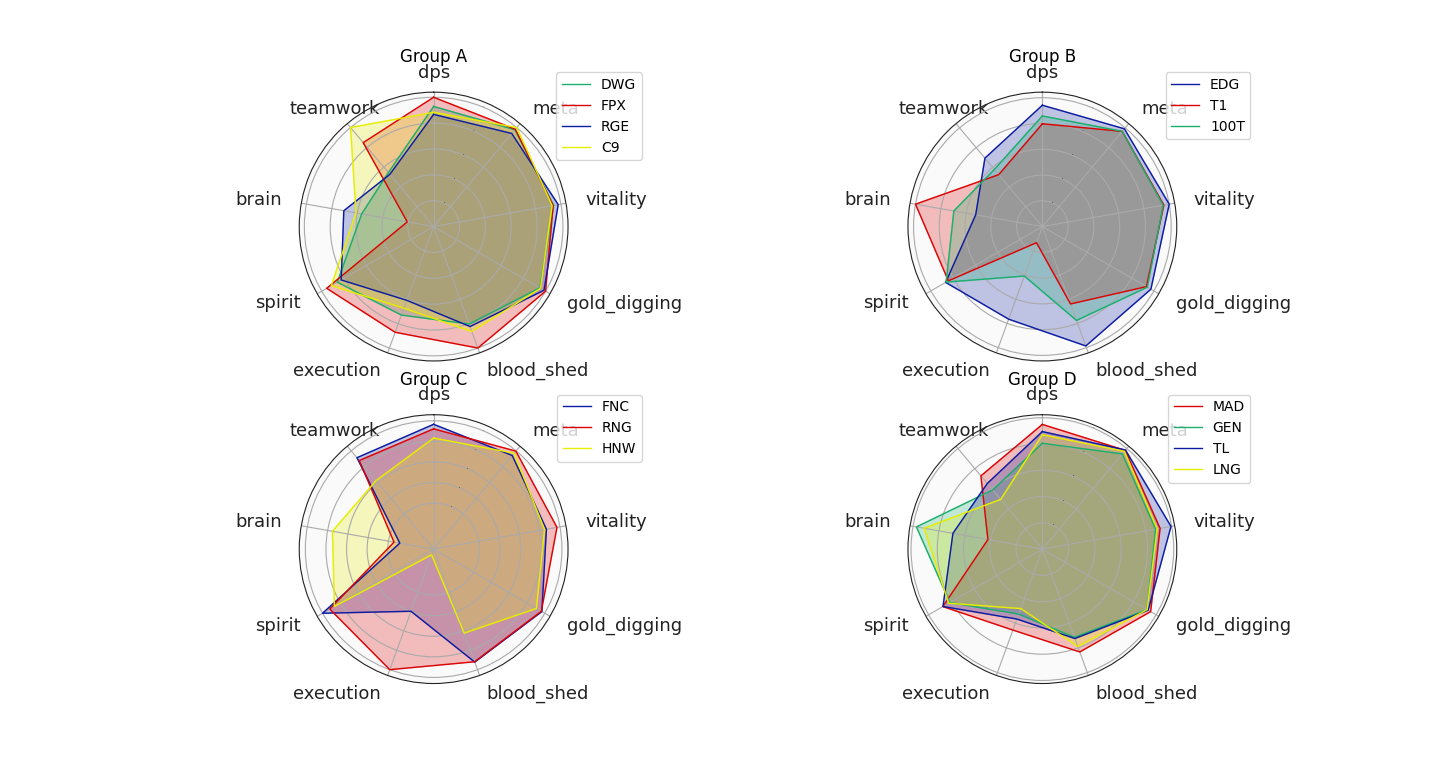 Group A
dps
meta
vitality
gold_digging
blood_shed
execution
spirit
brain
teamwork
DWG
FPX
RGE
C9
Group B
dps
meta
vitality
gold_digging
blood_shed
execution
spirit
brain
teamwork
EDG
T1
100T
Group C
dps
meta
vitality
gold_digging
blood_shed
execution
spirit
brain
teamwork
FNC
RNG
HNW
Group D
dps
meta
vitality
gold_digging
blood_shed
execution
spirit
brain
teamwork
MAD
GEN
TL
LNG